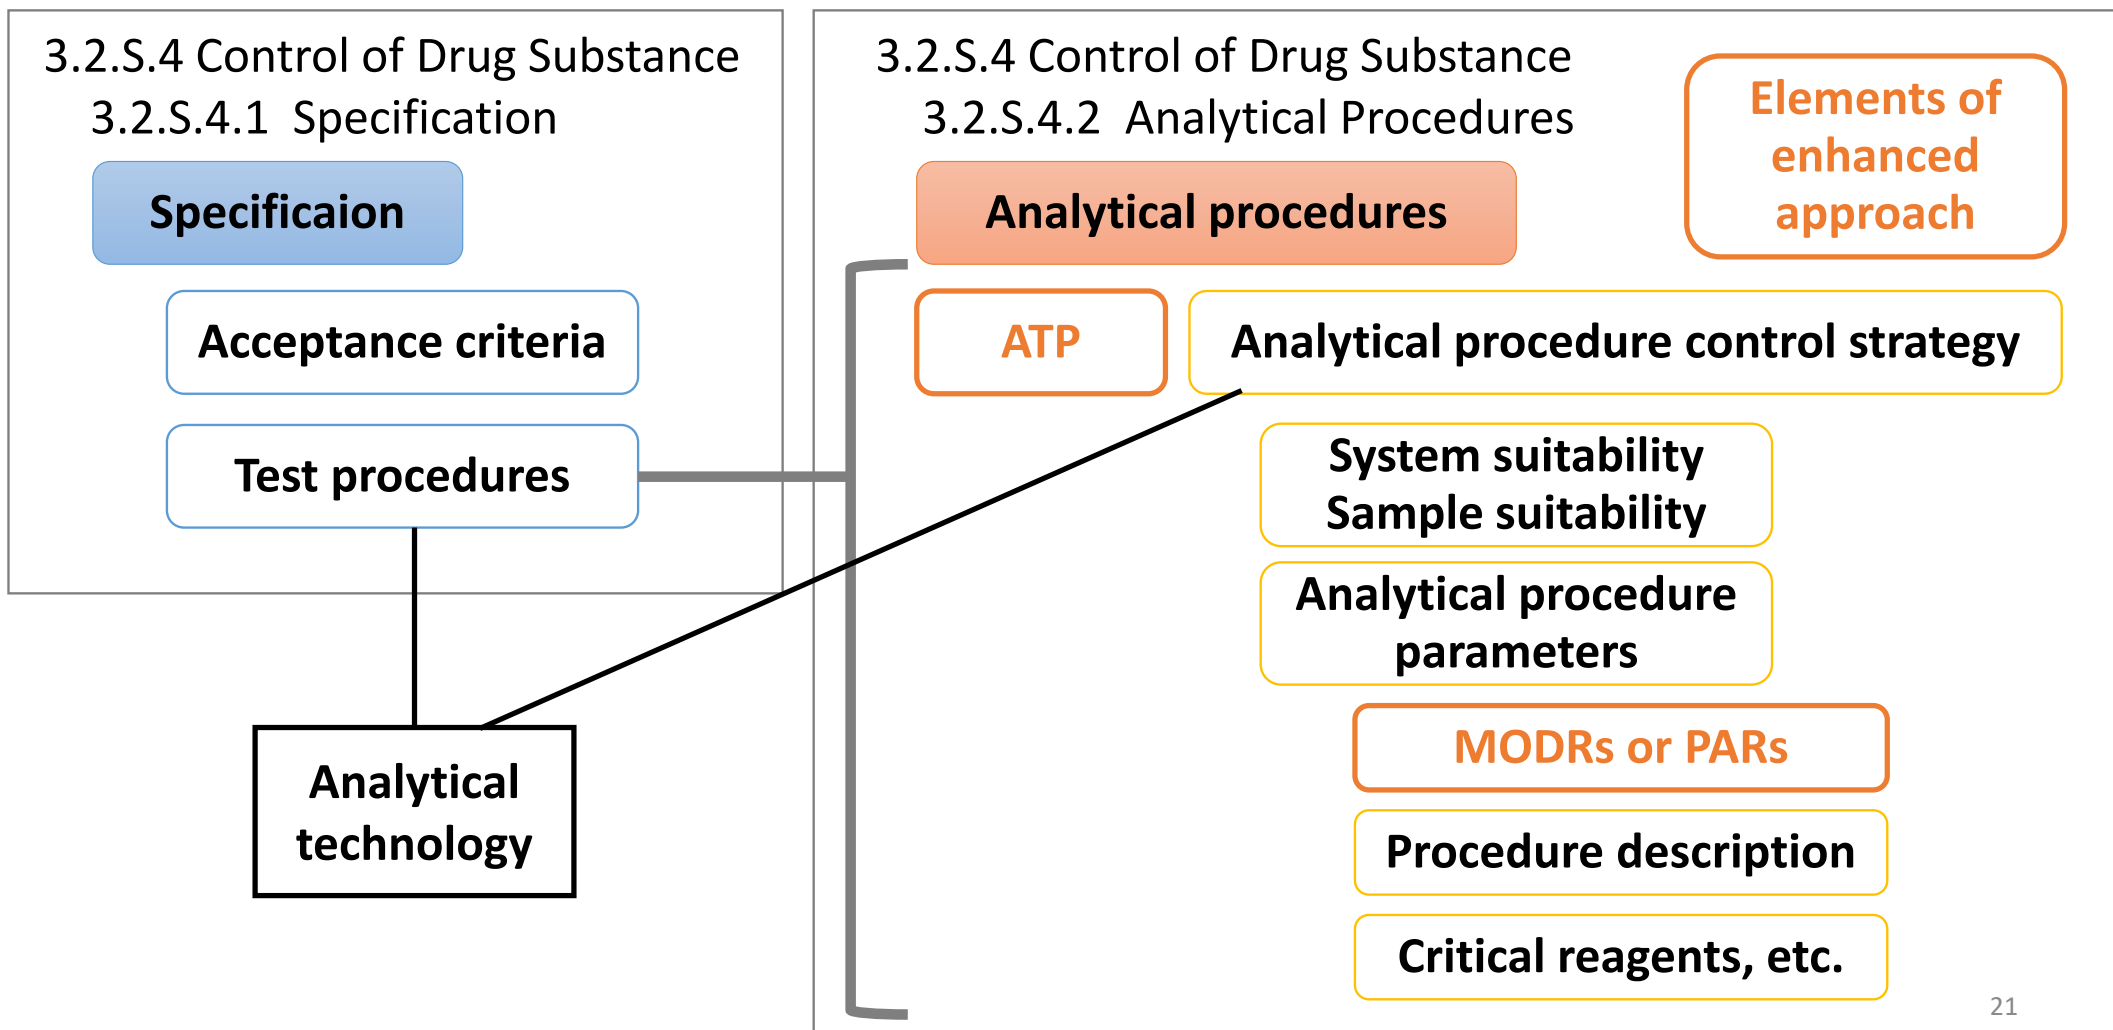 3.2.S.4 Control of Drug Substance
3.2.S.4.1 Specification
Specificaion
Acceptance criteria
Test procedures
Analytical
technology
3.2.S.4 Control of Drug Substance
3.2.S.4.2 Analytical Procedures
Elements of
enhanced
approach
Analytical procedures
ATP
Analytical procedure control strategy
System suitability
Sample suitability
Analytical procedure
parameters
MODRs or PARs
Procedure description
Critical reagents, etc.
21